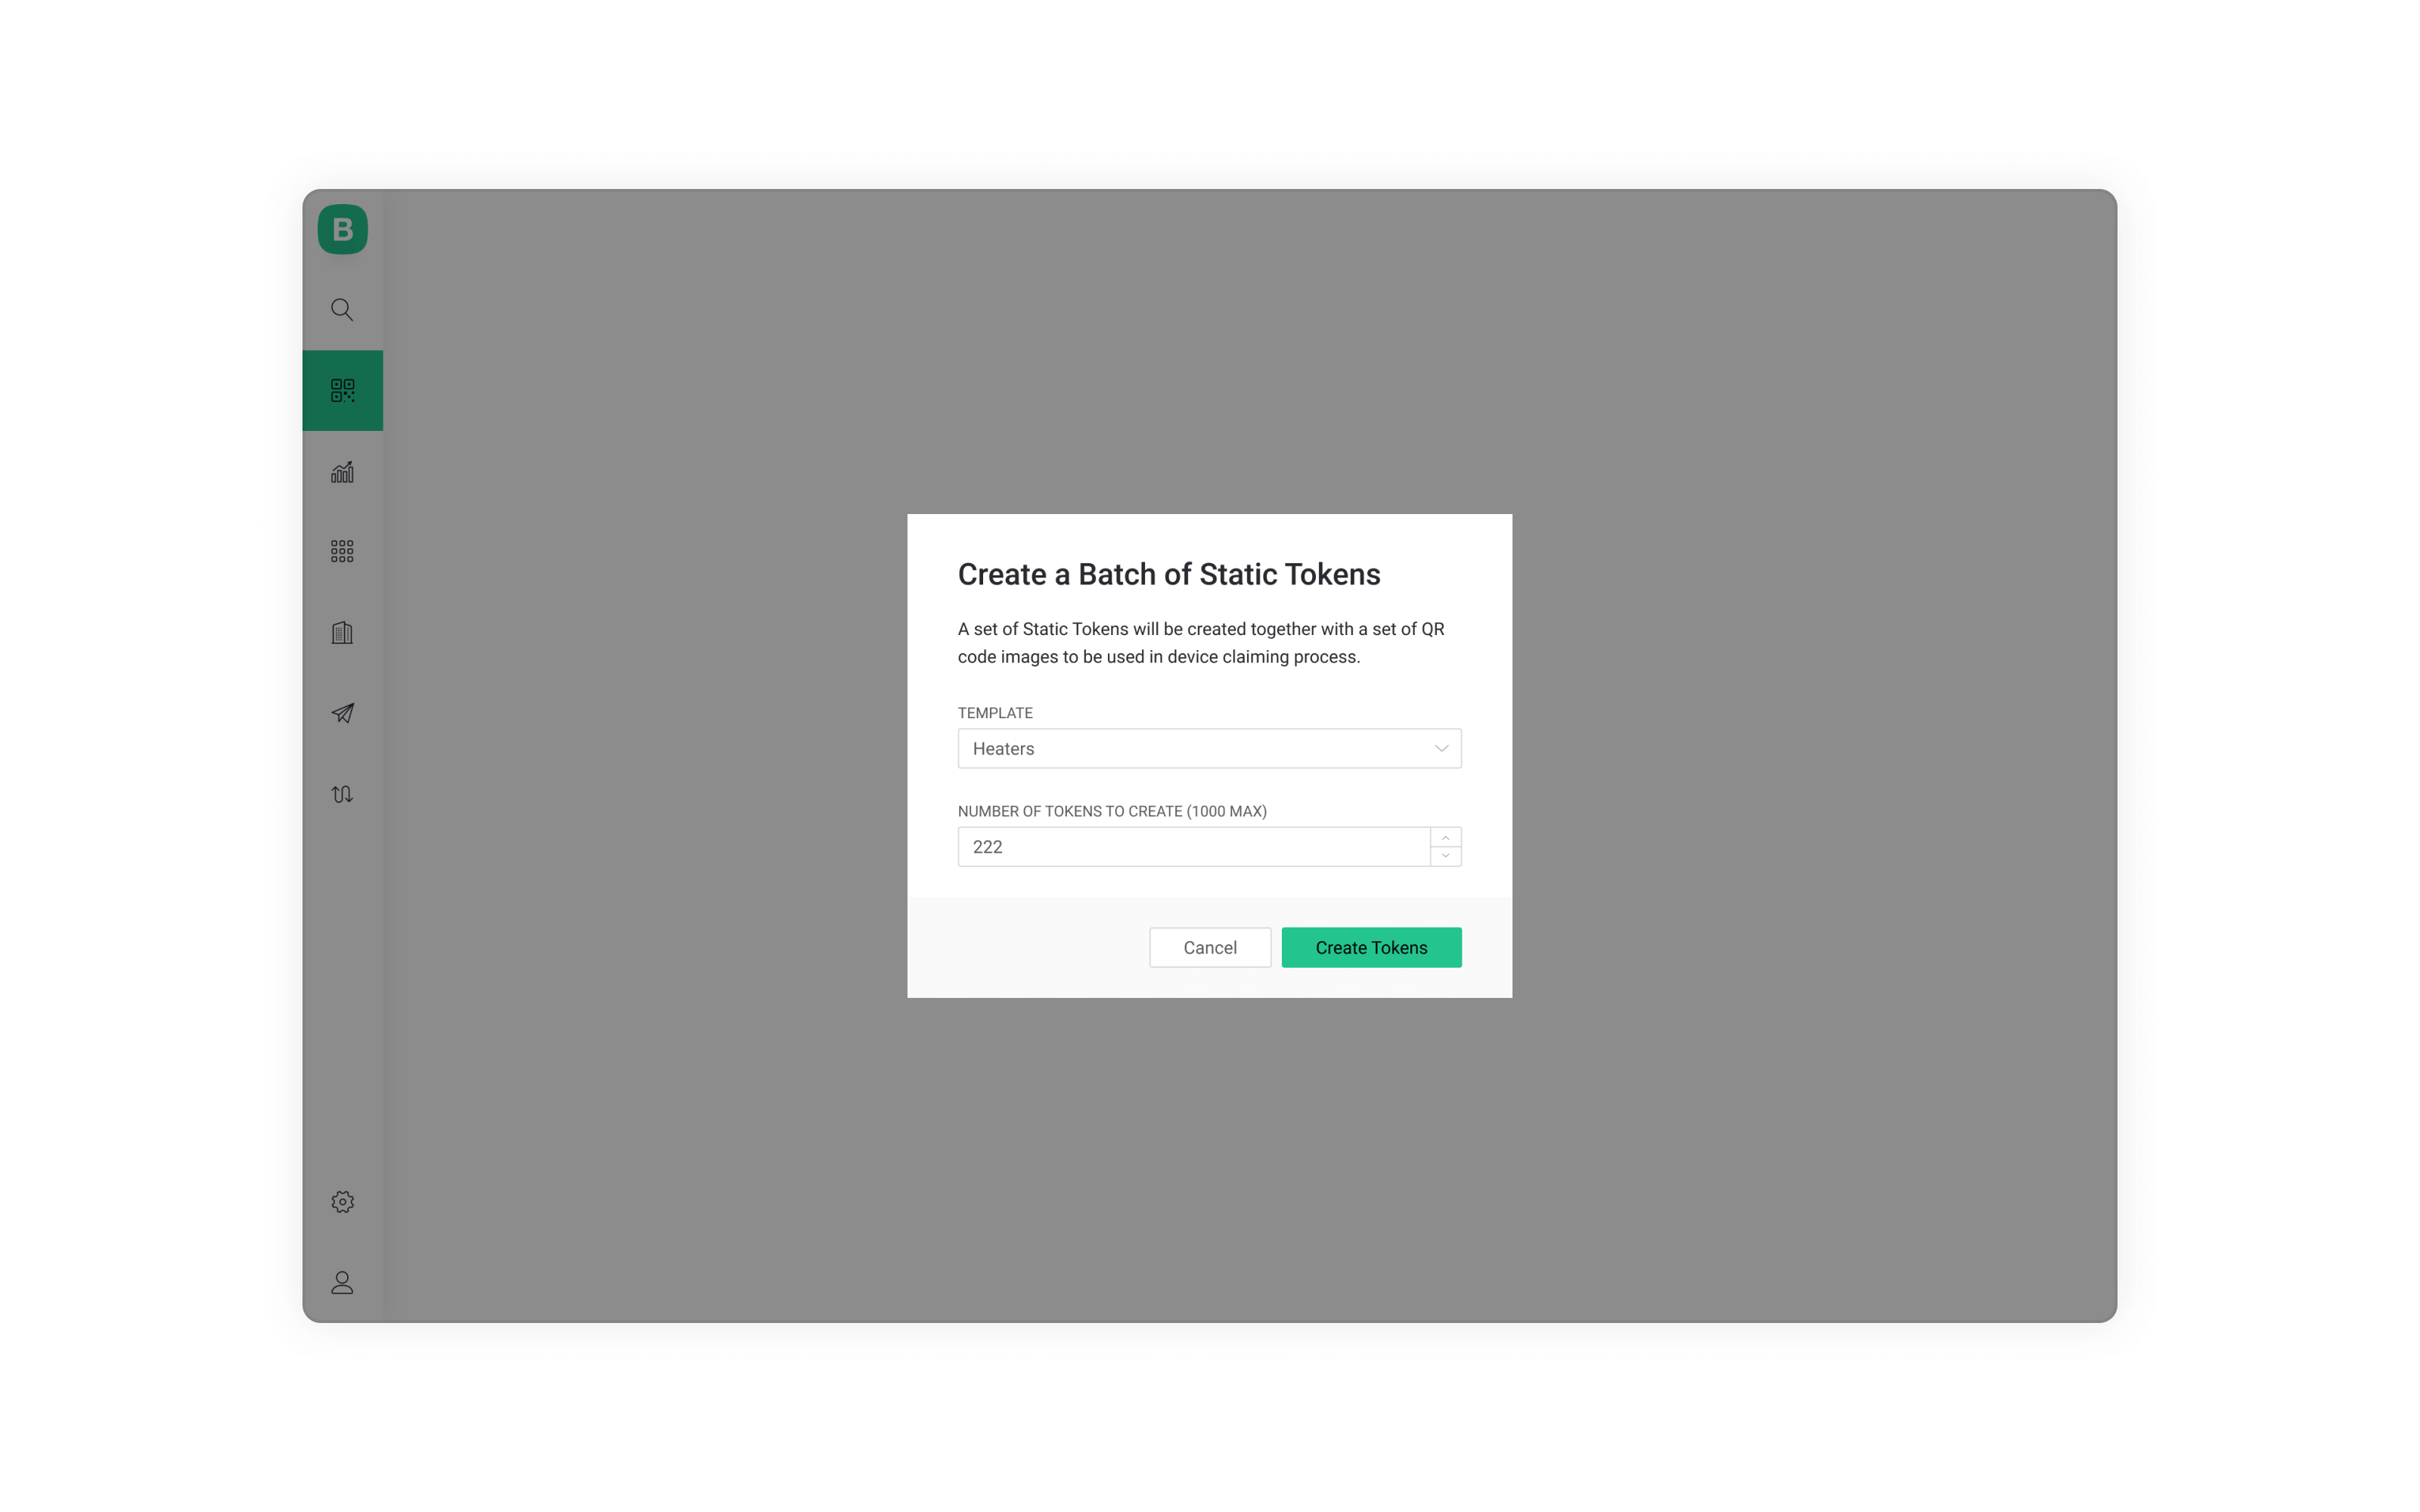 B
Create a Batch of Static Tokens
A set of Static Tokens will be created together with a set of QR
code images to be used in device claiming process.
TEMPLATE
Heaters
NUMBER OF TOKENS TO CREATE (1000 MAX)
222
Cancel
Create Tokens